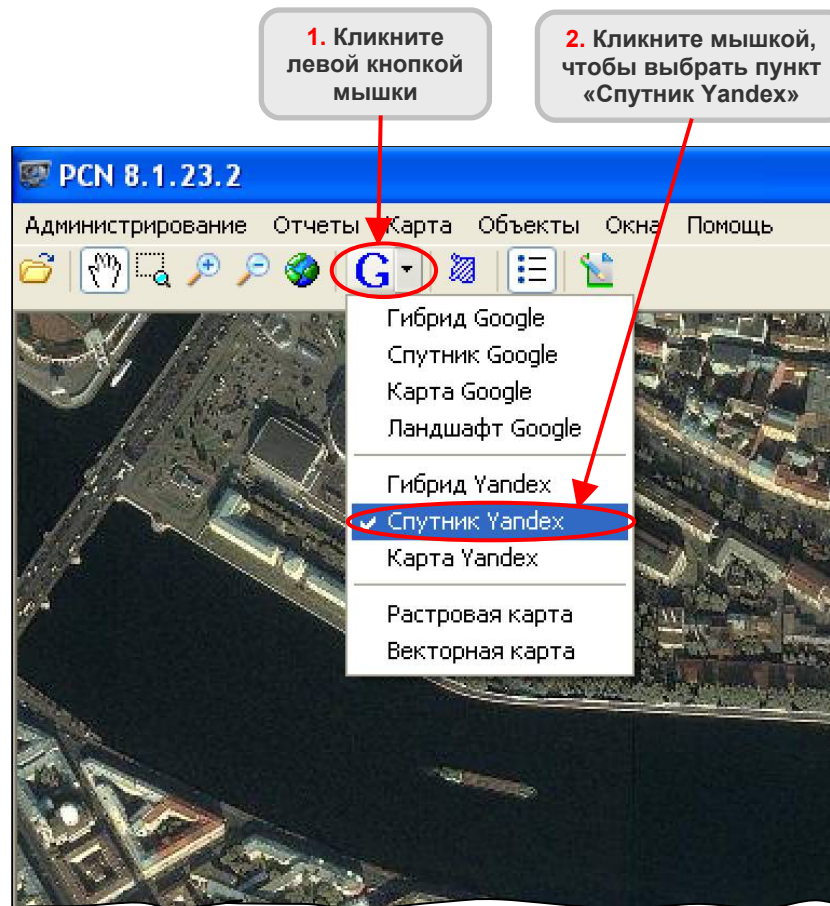 1. Кликните
левой кнопкой
мышки
2. Кликните мышкой,
чтобы выбрать пункт
«Спутник Yandex»
PCN 8.1.23.2
Администрирование Отчеты Карта Объекты Окна Помощь
G
Гибрид Google
Спутник Google
Карта Google
Ландшафт Google
Гибрид Yandex
Спутник Yandex
Карта Yandex
Растровая карта
Векторная карта